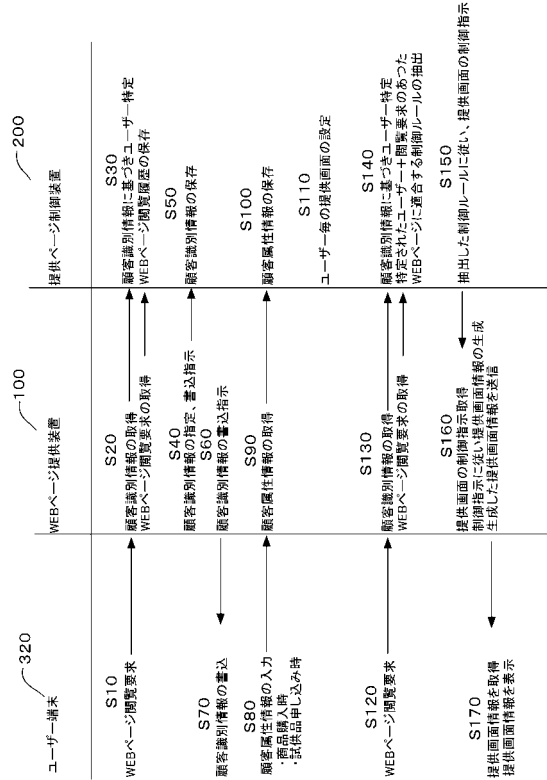 ユーザー端末
320
WEBページ提供装置
100
提供ページ制御装置
200
S10
WEBページ閲覧要求
S20
顧客識別情報の取得
WEBページ閲覧要求の取得
S30
顧客識別情報に基づきユーザー特定
WEBページ閲覧履歴の保存
S40
顧客識別情報の指定、書込指示
S50
顧客識別情報の保存
S60
顧客識別情報の書込指示
S70
顧客識別情報の書込
S80
顧客属性情報の入力
・商品購入時
・試供品申し込み時
S90
顧客属性情報の取得
S100
顧客属性情報の保存
S110
ユーザー毎の提供画面の設定
S120
WEBページ閲覧要求
S130
顧客識別情報の取得
WEBページ閲覧要求の取得
S140
顧客識別情報に基づきユーザー特定
特定されたユーザー+閲覧要求のあつた
WEBページに適合する制御ルールの抽出
S150
抽出した制御ルールに従い、提供画面の制御指示
S160
提供画面の制御指示取得
制御指示に従い提供画面情報の生成
生成した提供画面情報を送信
S170
提供画面情報を取得
提供画面情報を表示